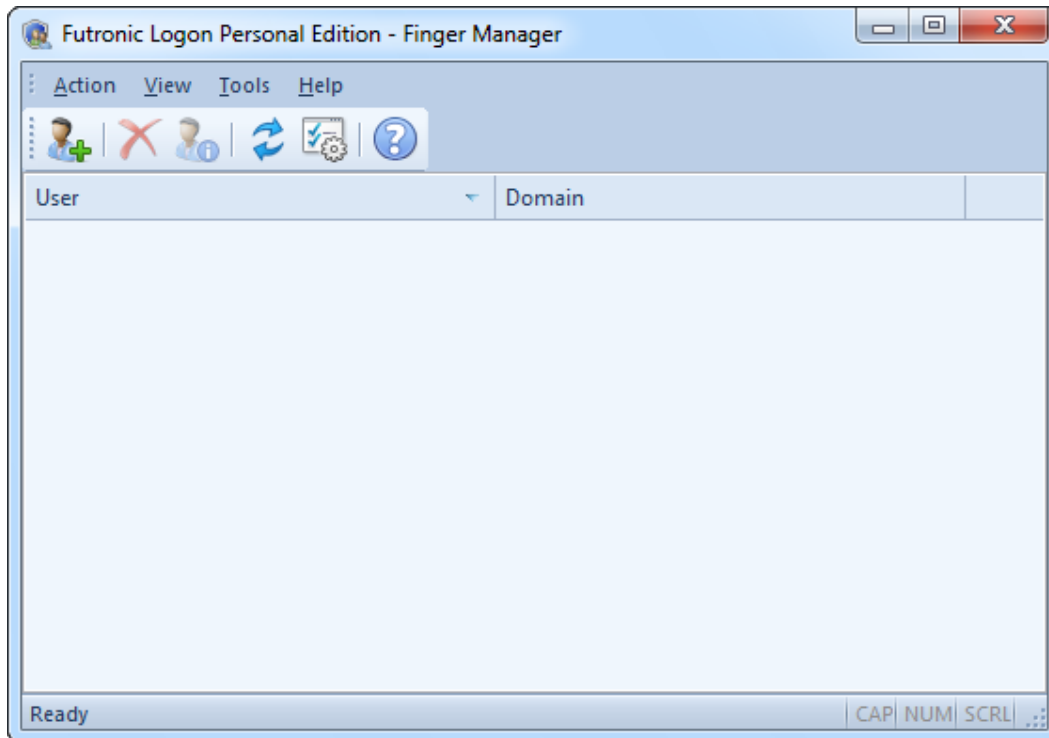 Futronic Logon Personal Edition - Finger Manager
Action View Tools Help
User Domain
Ready CAP NUM SCRL